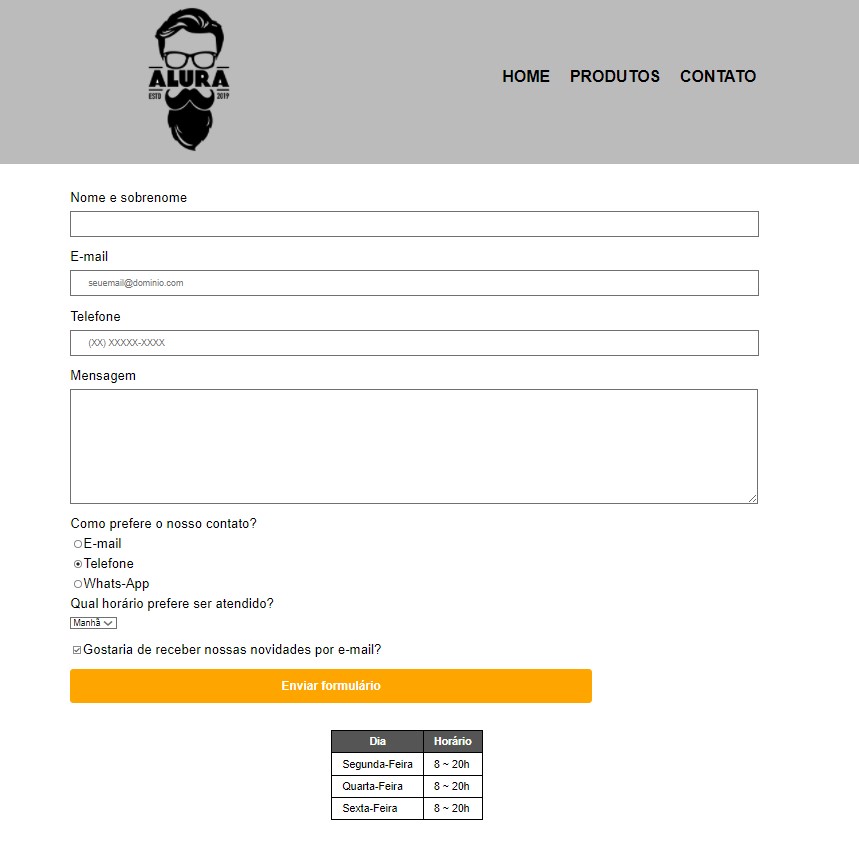 ALURA
ESTD 2019
HOME PRODUTOS CONTATO
Nome e sobrenome
E-mail
seuemail@dominio.com
Telefone
(XX) XXXXX-XXXX
Mensagem
Como prefere o nosso contato?
E-mail
Telefone
Whats-App
Qual horário prefere ser atendido?
Manhã
Gostaria de receber nossas novidades por e-mail?
Enviar formulário
Dia Horário
Segunda-Feira 8 ~ 20h
Quarta-Feira 8 ~ 20h
Sexta-Feira 8 ~ 20h